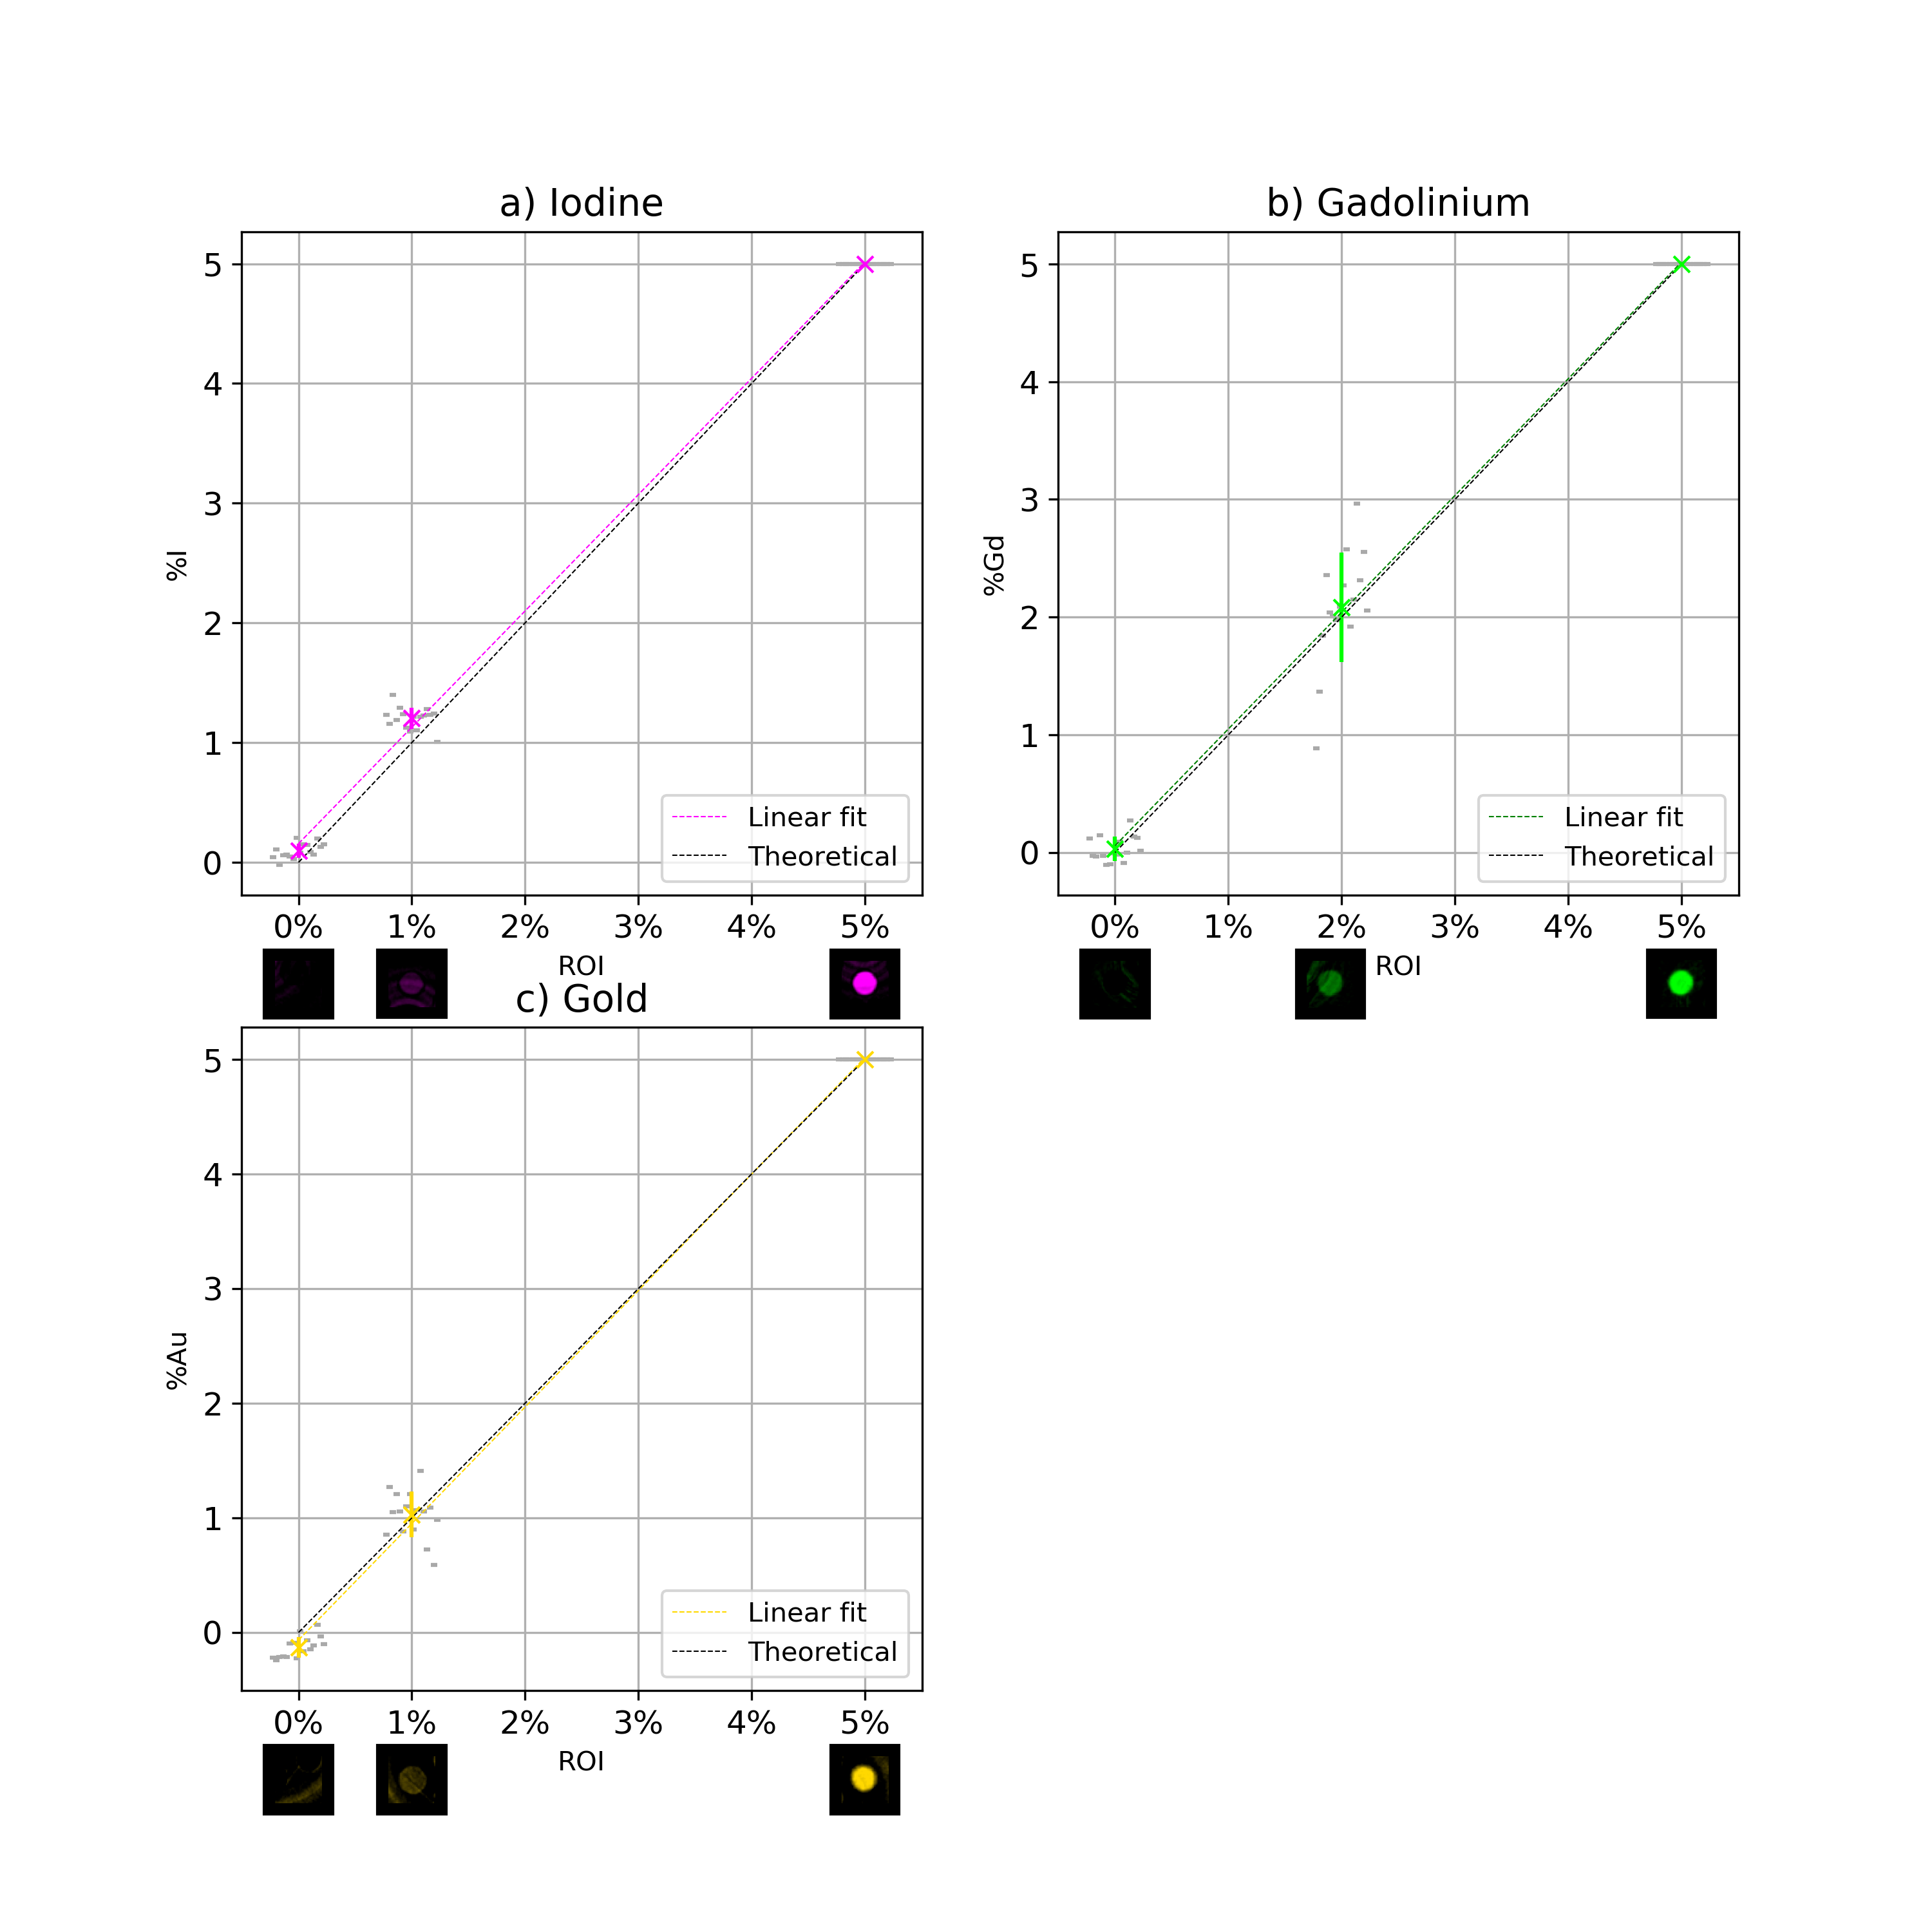 a) Iodine
5
4
3
2
1
0
%I
Linear fit
Theoretical
0% 1% 2% 3% 4% 5%
ROI
b) Gadolinium
5
4
3
2
1
0
%Gd
Linear fit
Theoretical
0% 1% 2% 3% 4% 5%
ROI
c) Gold
5
4
3
2
1
0
%Au
Linear fit
Theoretical
0% 1% 2% 3% 4% 5%
ROI